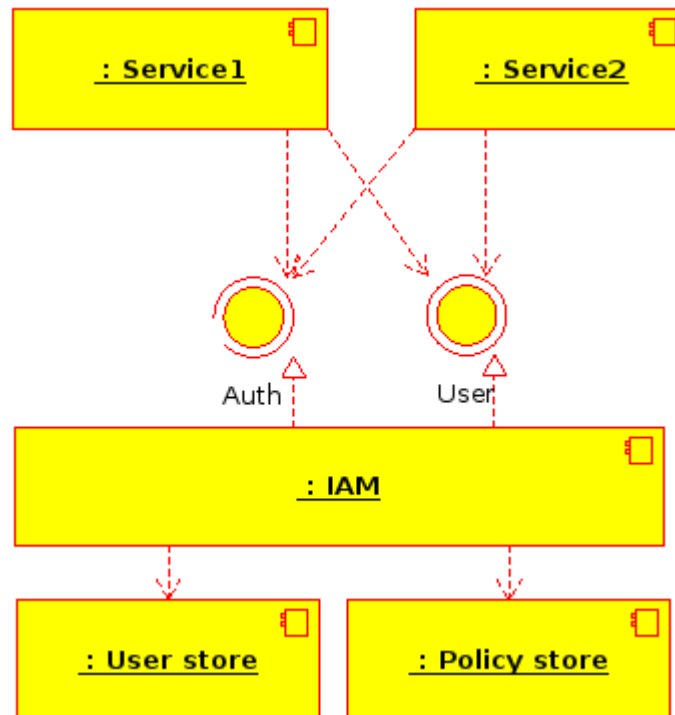 : Service1
: Service2
Auth
User
: IAM
: User store
: Policy store